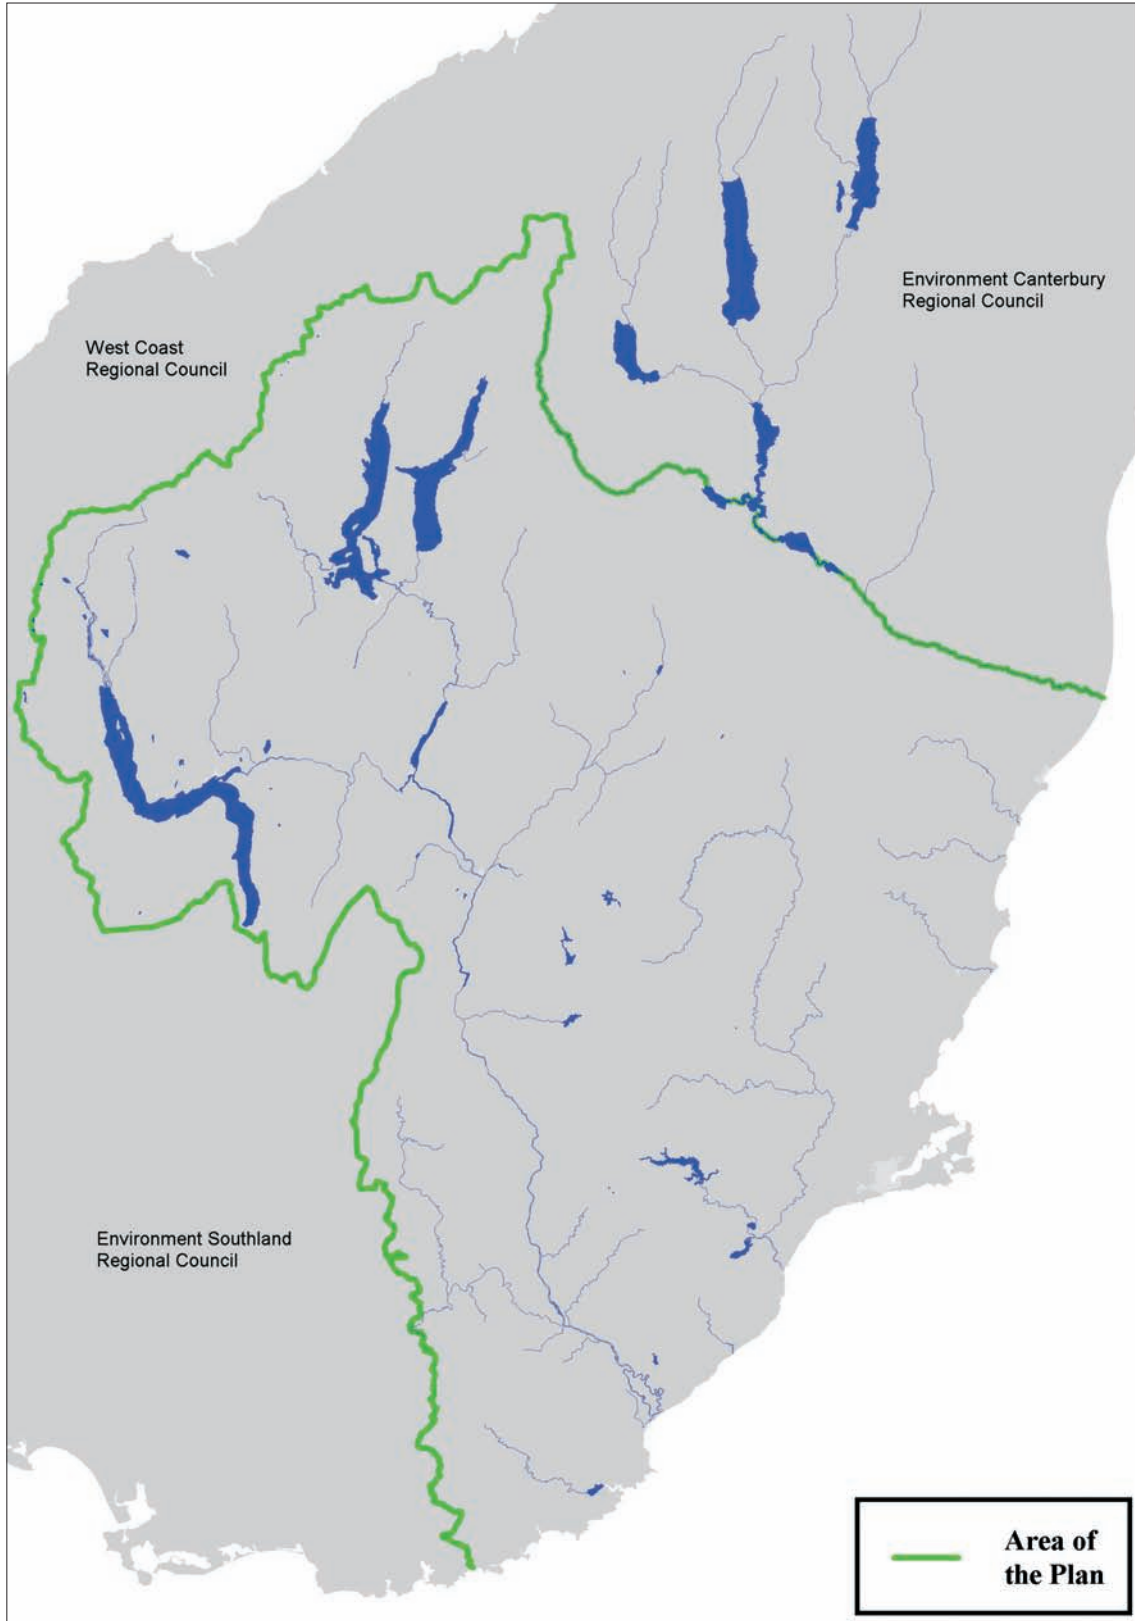 Environment Canterbury
Regional Council
West Coast
Regional Council
Environment Southland
Regional Council
Area of
the Plan